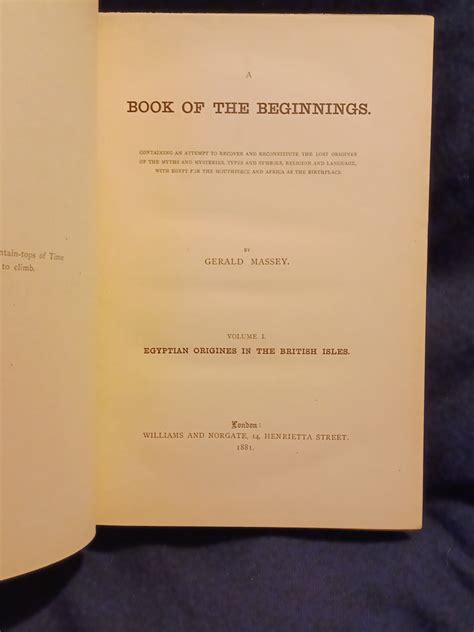 ntain-tops of Time
to climb.
A
BOOK OF THE BEGINNINGS.
CONTAINING AN ATTEMPT TO RECOVER AND RECONSTITUTE THE LOST ORIGINES
OF THE MYTHS AND MYSTERIES, TYPES AND SYMBOLS, RELIGION AND LANGUAGE,
WITH EGYPT FOR THE MOUTHPIECE AND AFRICA AS THE BIRTHPLACE.
BY
GERALD MASSEY.
VOLUME I.
EGYPTIAN ORIGINES IN THE BRITISH ISLES.
London:
WILLIAMS AND NORGATE, 14, HENRIETTA STREET.
1881.